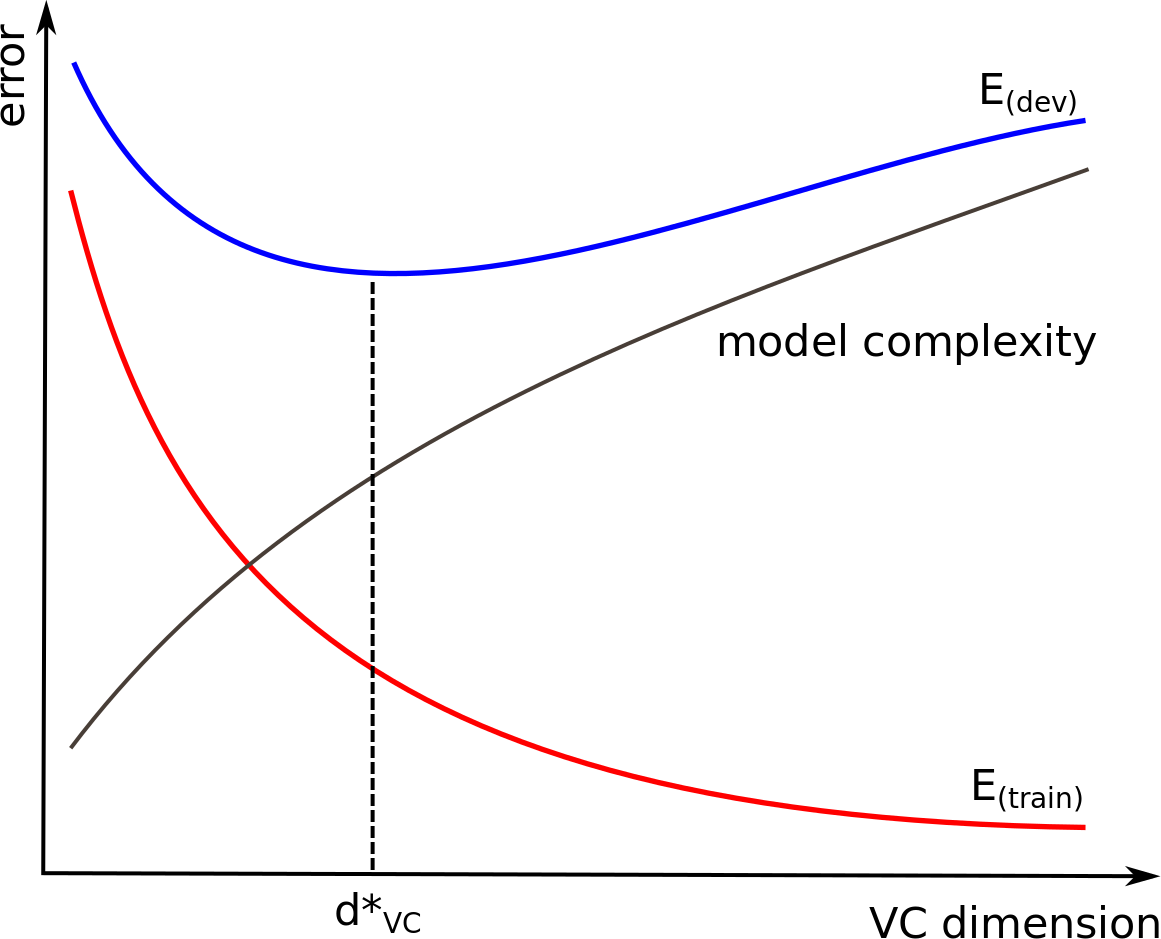 error
E(dev)
model complexity
E(train)
d*VC
VC dimension